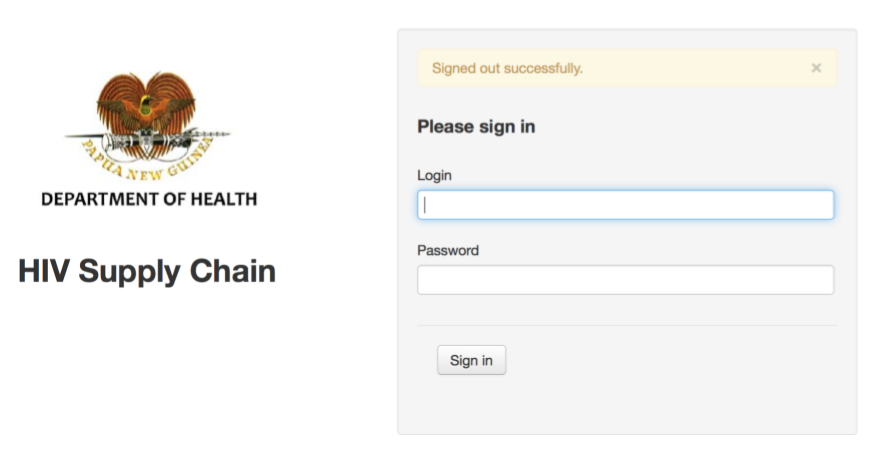 PAPUA NEW GUINEA
DEPARTMENT OF HEALTH
HIV Supply Chain
Signed out successfully. ×
Please sign in
Login
Password
Sign in